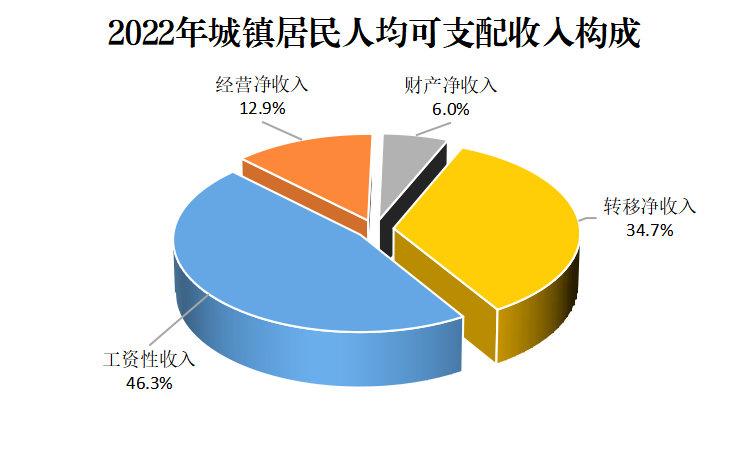 2022年城镇居民人均可支配收入构成
经营净收入
12.9%
财产净收入
6.0%
转移净收入
34.7%
工资性收入
46.3%